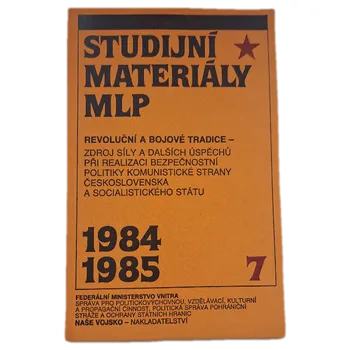 STUDIJNÍ
MATERIÁLY
MLP
REVOLUČNÍ A BOJOVÉ TRADICE –
ZDROJ SÍLY A DALŠÍCH ÚSPĚCHŮ
PŘI REALIZACI BEZPEČNOSTNÍ
POLITIKY KOMUNISTICKÉ STRANY
ČESKOSLOVENSKA
A SOCIALISTICKÉHO STÁTU
1984
1985 7
FEDERÁLNÍ MINISTERSTVO VNITRA
SPRÁVA PRO POLITICKOVÝCHOVNOU, VZDĚLÁVACÍ, KULTURNÍ
A PROPAGAČNÍ ČINNOST, POLITICKÁ SPRÁVA POHRANIČNÍ
STRÁŽE A OCHRANY STÁTNÍCH HRANIC
NAŠE VOJSKO – NAKLADATELSTVÍ